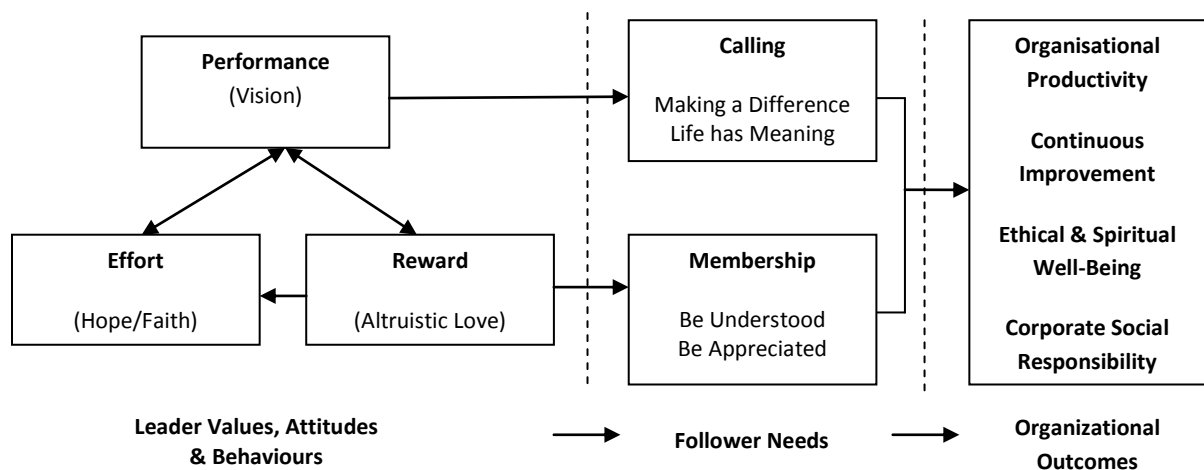 Performance
(Vision)
Effort
(Hope/Faith)
Reward
(Altruistic Love)
Leader Values, Attitudes
& Behaviours
Calling
Making a Difference
Life has Meaning
Membership
Be Understood
Be Appreciated
Follower Needs
Organisational
Productivity
Continuous
Improvement
Ethical & Spiritual
Well-Being
Corporate Social
Responsibility
Organizational
Outcomes